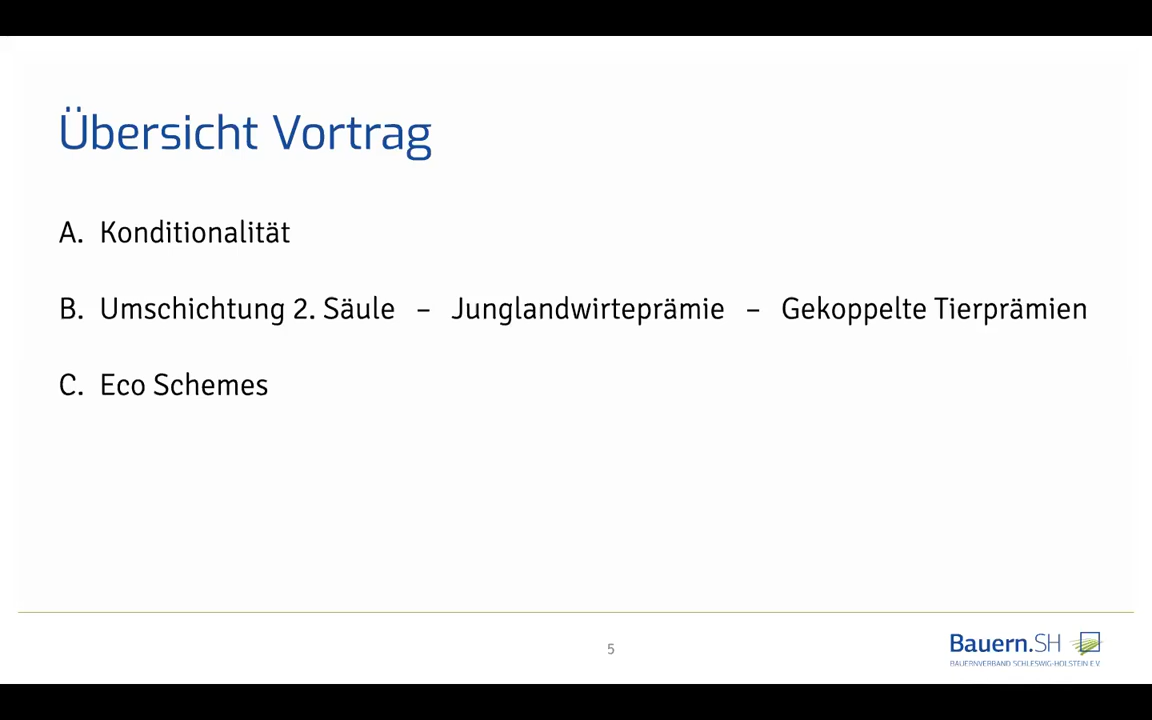 Übersicht Vortrag
A. Konditionalität
B. Umschichtung 2. Säule – Junglandwirteprämie – Gekoppelte Tierprämien
C. Eco Schemes
5
Bauern.SH
BAUERNVERBAND SCHLESWIG-HOLSTEIN E.V.